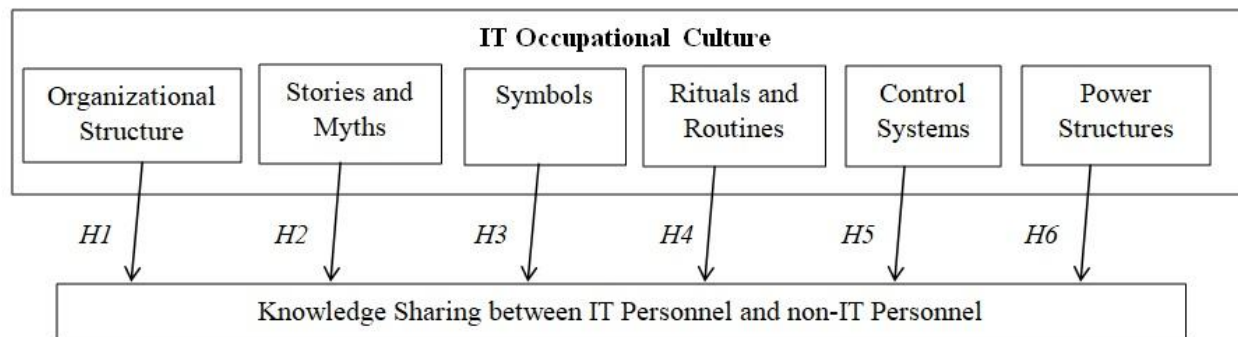 IT Occupational Culture
Organizational
Structure
Stories and
Myths
Symbols
Rituals and
Routines
Control
Systems
Power
Structures
H1
H2
H3
H4
H5
H6
Knowledge Sharing between IT Personnel and non-IT Personnel